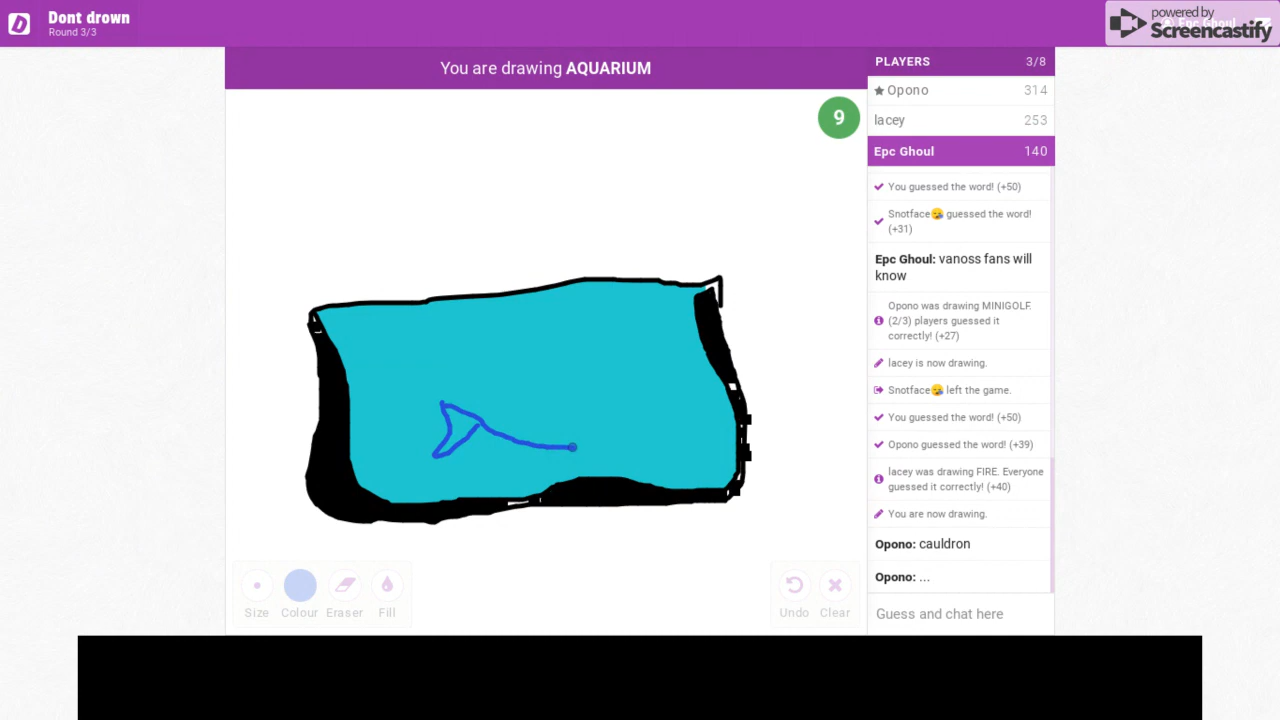 Dont drown
Round 3/3
powered by
Screencastify
Epc Ghoul
You are drawing AQUARIUM
9
PLAYERS 3/8
Opono 314
lacey 253
Epc Ghoul 140
You guessed the word! (+50)
Snotface😪 guessed the word!
(+31)
Epc Ghoul: vanoss fans will
know
Opono was drawing MINIGOLF.
(2/3) players guessed it
correctly! (+27)
lacey is now drawing.
Snotface😪 left the game.
You guessed the word! (+50)
Opono guessed the word! (+39)
lacey was drawing FIRE. Everyone
guessed it correctly! (+40)
You are now drawing.
Opono: cauldron
Opono: ...
Guess and chat here
Size Colour Eraser Fill
Undo Clear